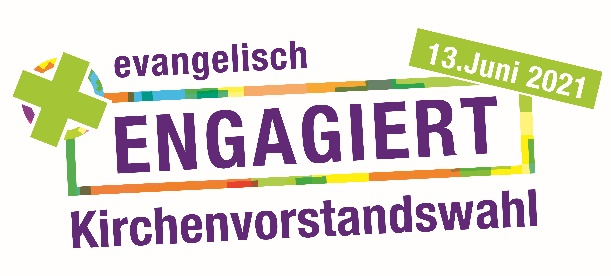 evangelisch
13.Juni 2021
ENGAGIERT
Kirchenvorstandswahl